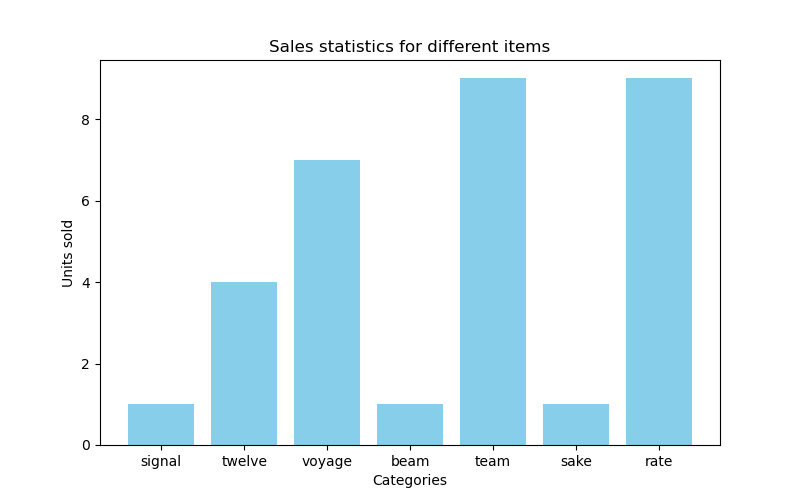 Sales statistics for different items
Units sold
8
6
4
2
0
signal twelve voyage beam team sake rate
Categories